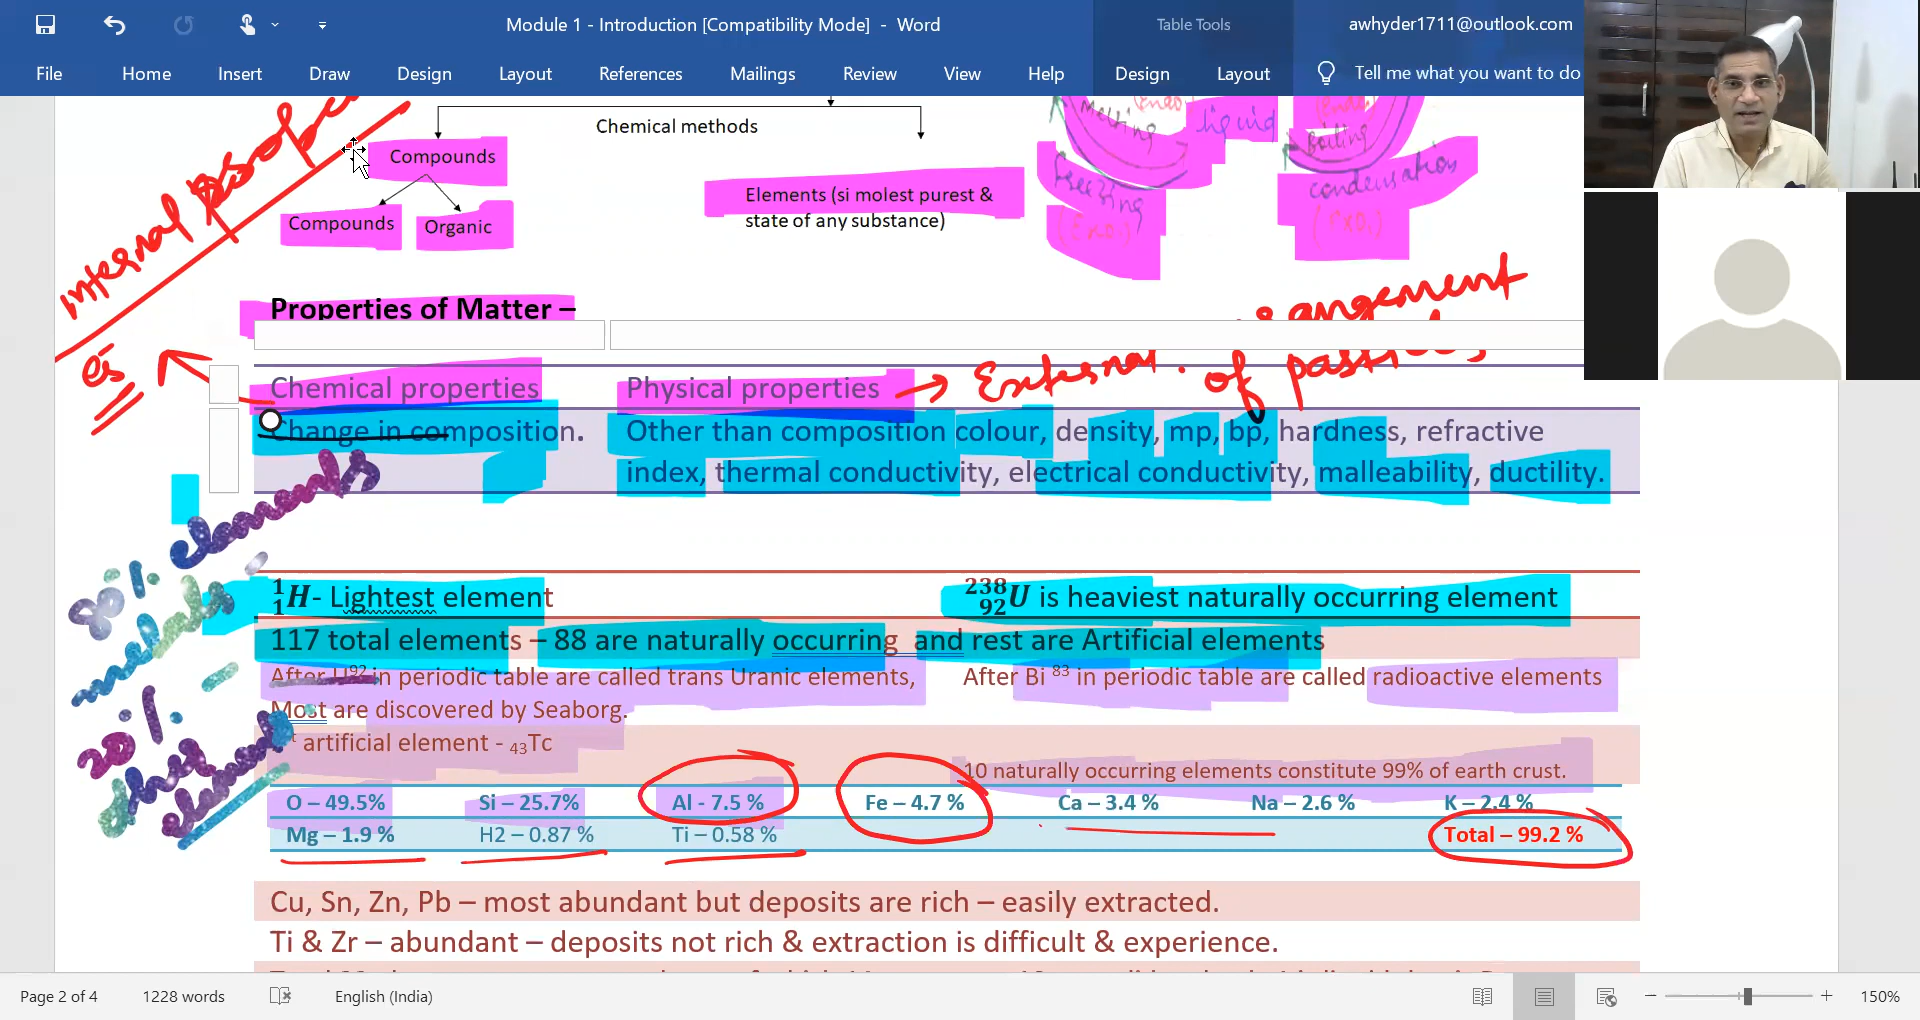 Module 1 - Introduction [Compatibility Mode] - Word
Table Tools
awhyder1711@outlook.com
File Home Insert Draw Design Layout References Mailings Review View Help Design Layout Tell me what you want to do
Chemical methods
Compounds
Compounds
Organic
Elements (si molest purest &
state of any substance)
melting
liquid
boiling
freezing
condensation
(Exo.)
(Exo.)
internal
Properties of Matter –
Chemical properties
Physical properties
External
of
Change in composition.
Other than composition colour, density, mp, bp, hardness, refractive
index, thermal conductivity, electrical conductivity, malleability, ductility.
1 1 H- Lightest element
238 92 U is heaviest naturally occurring element
117 total elements – 88 are naturally occurring and rest are Artificial elements
After U92 in periodic table are called trans Uranic elements,
Most are discovered by Seaborg.
After Bi 83 in periodic table are called radioactive elements
artificial element - 43Tc
10 naturally occurring elements constitute 99% of earth crust.
O – 49.5% Si – 25.7% Al - 7.5 % Fe – 4.7 % Ca – 3.4 % Na – 2.6 % K – 2.4 %
Mg – 1.9 % H2 – 0.87 % Ti – 0.58 % Total – 99.2 %
Cu, Sn, Zn, Pb – most abundant but deposits are rich – easily extracted.
Ti & Zr – abundant – deposits not rich & extraction is difficult & experience.
Page 2 of 4 1228 words English (India) 150%